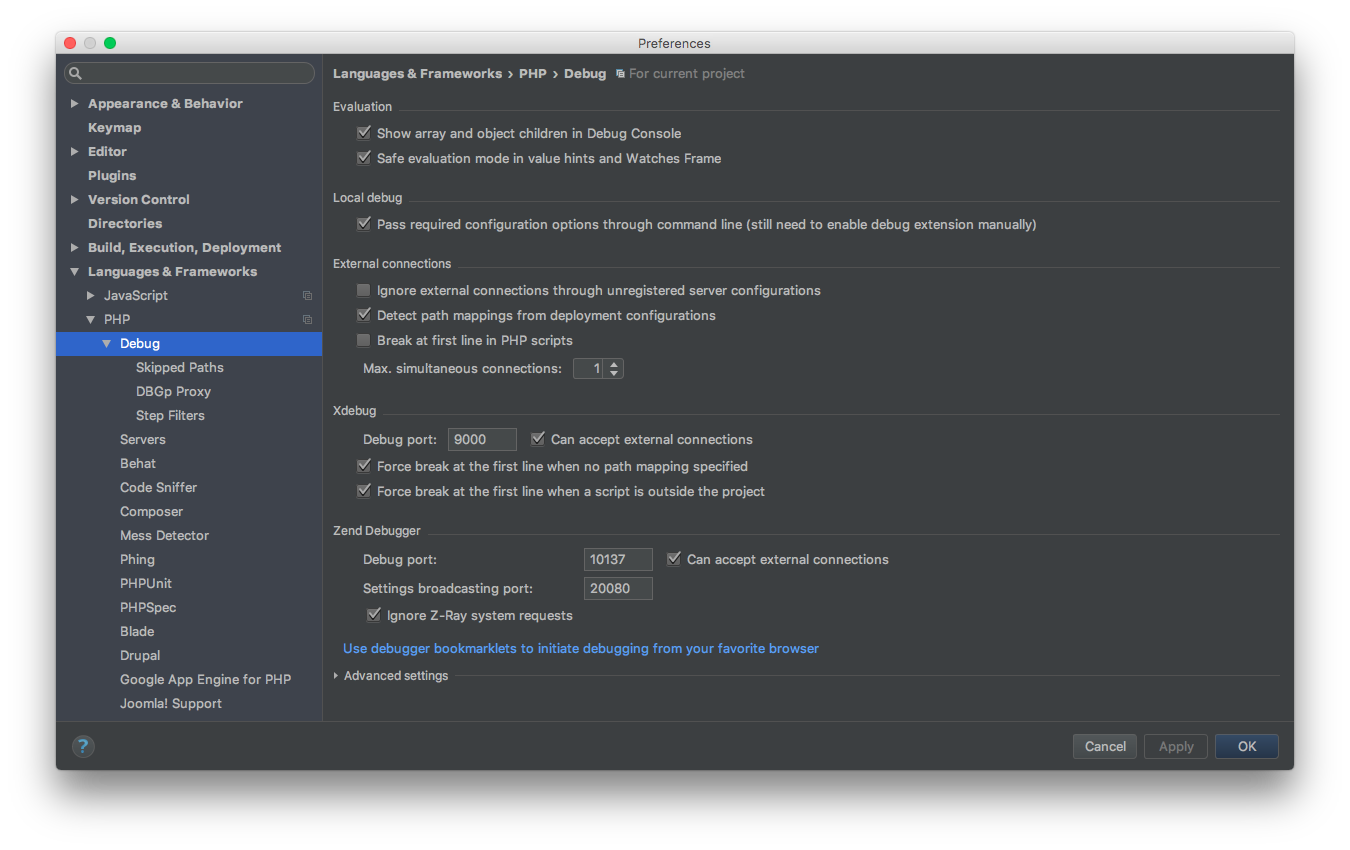 Preferences
Appearance & Behavior
Keymap
Editor
Plugins
Version Control
Directories
Build, Execution, Deployment
Languages & Frameworks
JavaScript
PHP
Debug
Skipped Paths
DBGp Proxy
Step Filters
Servers
Behat
Code Sniffer
Composer
Mess Detector
Phing
PHPUnit
PHPSpec
Blade
Drupal
Google App Engine for PHP
Joomla! Support
Languages & Frameworks › PHP › Debug For current project
Evaluation
Show array and object children in Debug Console
Safe evaluation mode in value hints and Watches Frame
Local debug
Pass required configuration options through command line (still need to enable debug extension manually)
External connections
Ignore external connections through unregistered server configurations
Detect path mappings from deployment configurations
Break at first line in PHP scripts
Max. simultaneous connections: 1
Xdebug
Debug port: 9000 Can accept external connections
Force break at the first line when no path mapping specified
Force break at the first line when a script is outside the project
Zend Debugger
Debug port: 10137 Can accept external connections
Settings broadcasting port: 20080
Ignore Z-Ray system requests
Use debugger bookmarklets to initiate debugging from your favorite browser
Advanced settings
? Cancel Apply OK